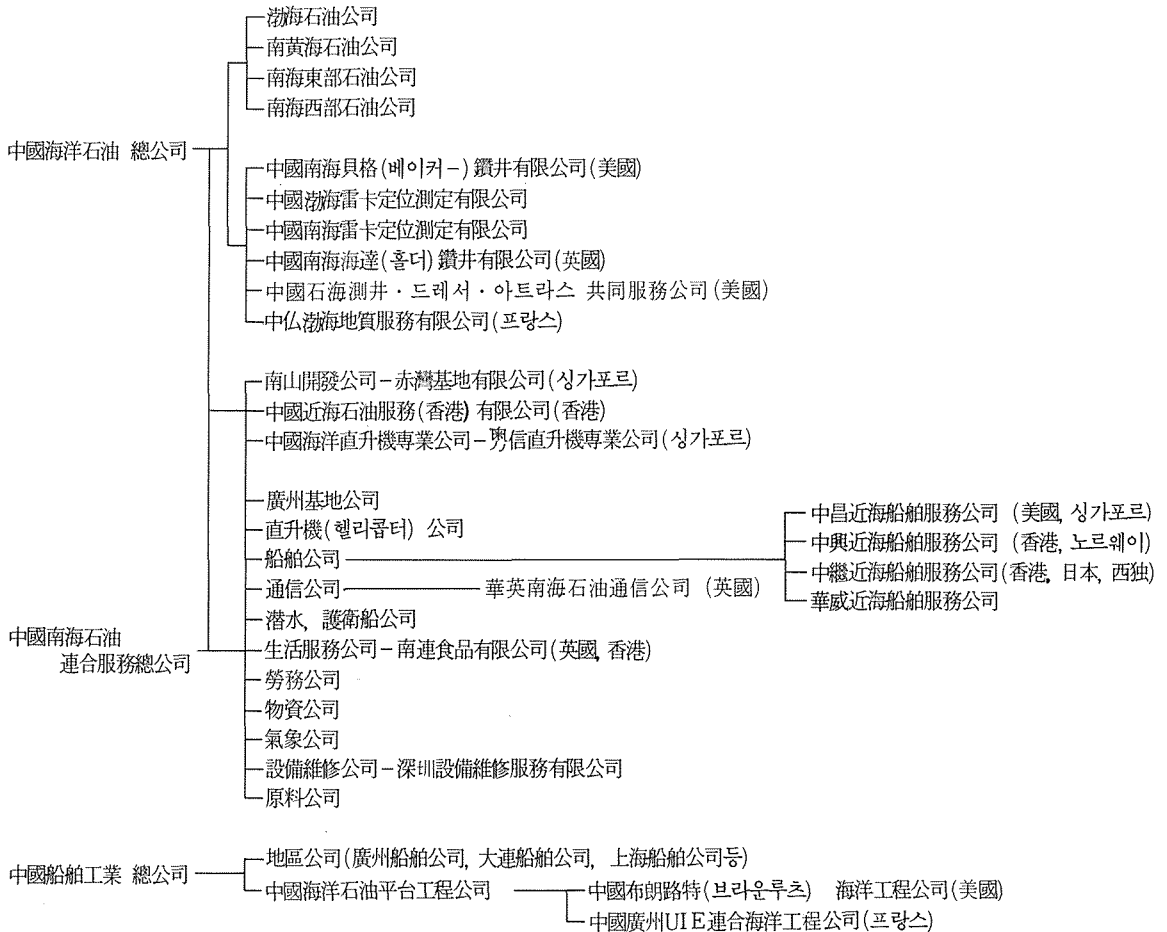 渤海石油公司
南黄海石油公司
南海東部石油公司
南海西部石油公司
中國海洋石油 總公司
中國南海貝格(베이커-) 鑽井有限公司(美國)
中國渤海雷卡定位測定有限公司
中國南海雷卡定位測定有限公司
中國南海海達(홀더) 鑽井有限公司(英國)
中國石海測井·드레서·아트라스 共同服務公司(美國)
中仏渤海地質服務有限公司(프랑스)
南山開發公司-赤灣基地有限公司(싱가포르)
中國近海石油服務(香港) 有限公司(香港)
中國海洋直升機専業公司-粤信直升機専業公司(싱가포르)
廣州基地公司
直升機(헬리콥터) 公司
船舶公司
中昌近海船舶服務公司 (美國, 싱가포르)
中興近海船舶服務公司 (香港, 노르웨이)
中繼近海船舶服務公司(香港, 日本, 西独)
華威近海船舶服務公司
通信公司 華英南海石油通信公司 (英國)
潛水, 護衛船公司
中國南海石油
連合服務總公司
生活服務公司-南連食品有限公司(英國, 香港)
勞務公司
物資公司
氣象公司
設備維修公司-深圳設備維修服務有限公司
原料公司
中國船舶工業 總公司
地區公司(廣州船舶公司, 大連船舶公司, 上海船舶公司등)
中國海洋石油平台工程公司
中國布朗路特(브라운루츠) 海洋工程公司(美國)
中國廣州UIE連合海洋工程公司(프랑스)